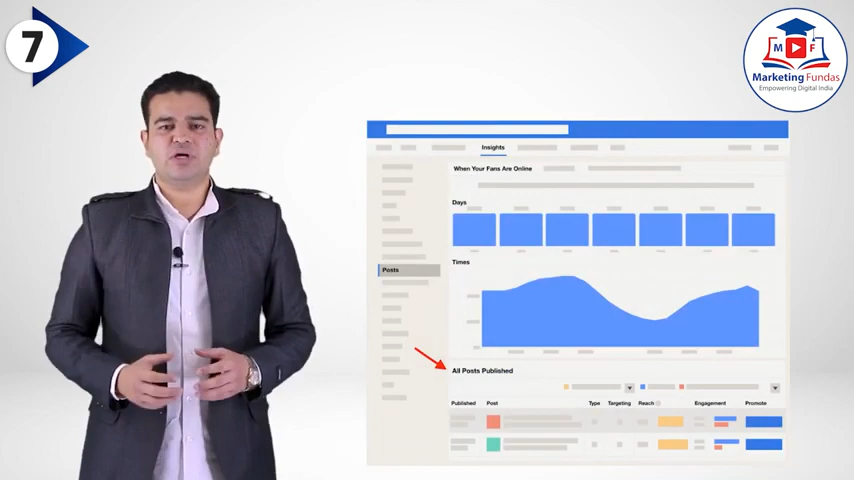 7
M F
Marketing Fundas
Empowering Digital India
Insights
When Your Fans Are Online
Days
Times
Posts
All Posts Published
Published Post Type Targeting Reach Engagement Promote